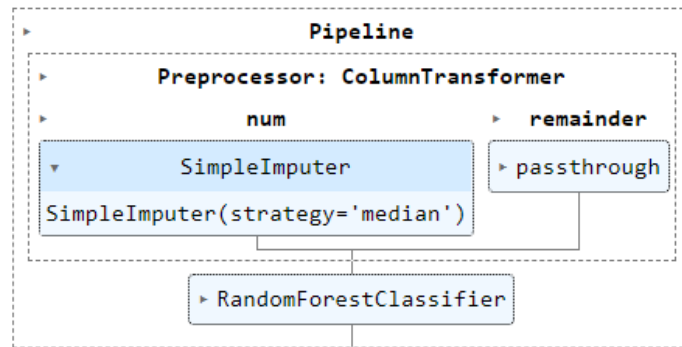 Pipeline
Preprocessor: ColumnTransformer
num remainder
SimpleImputer
passthrough
SimpleImputer(strategy='median')
RandomForestClassifier